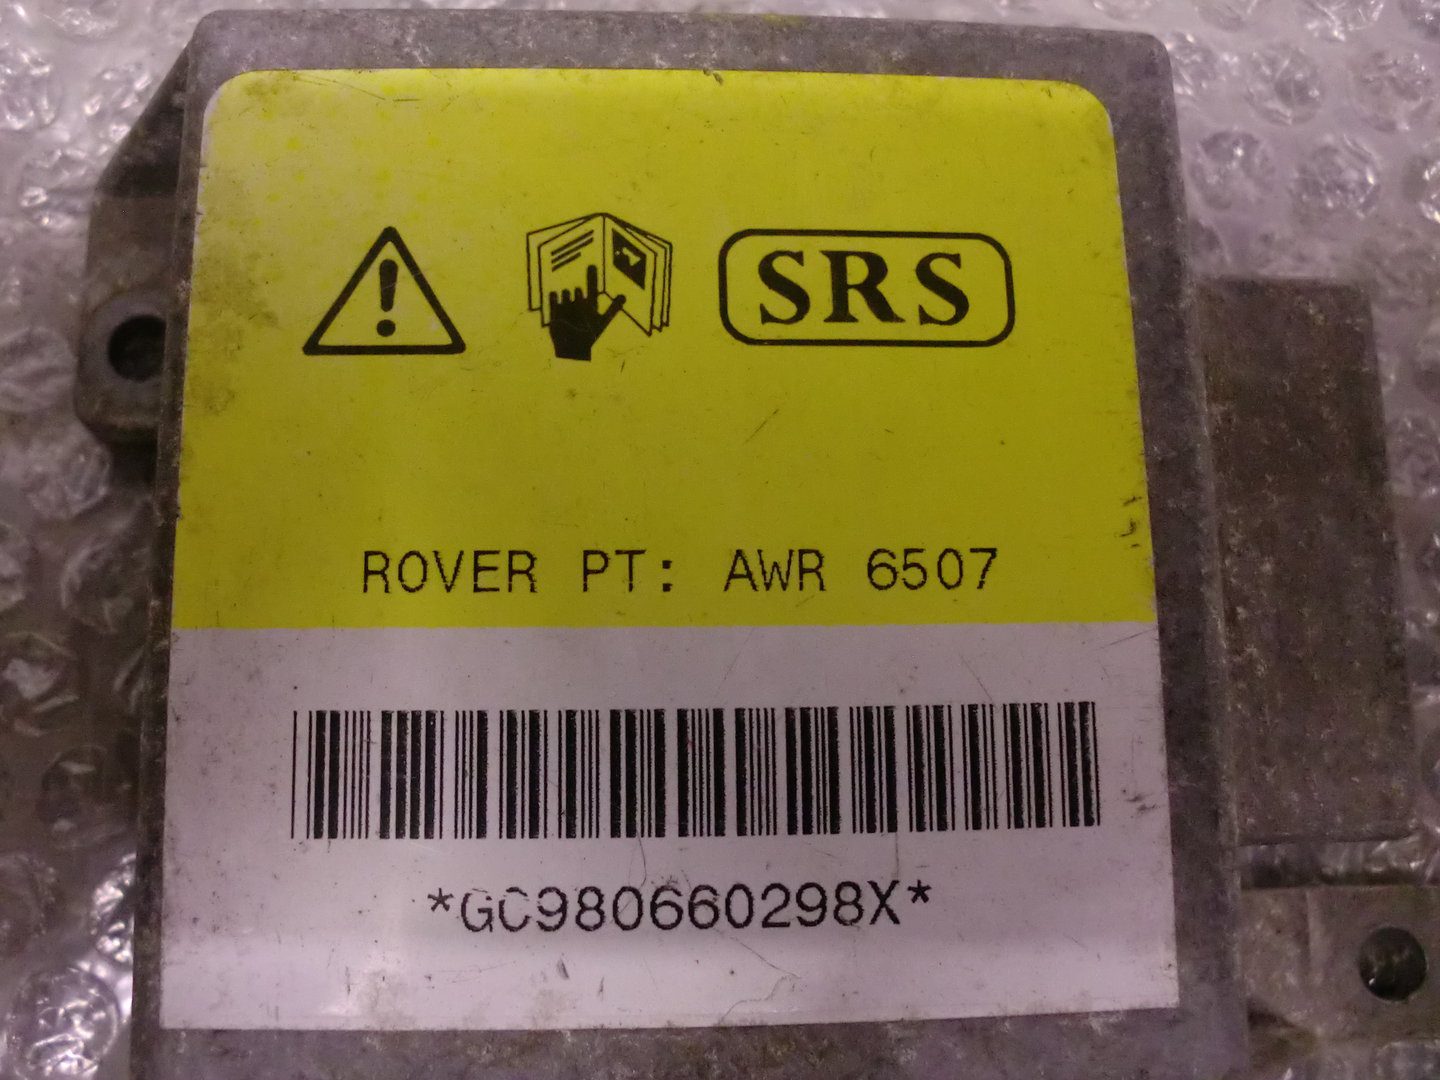 SRS
ROVER PT: AWR 6507
*GC980660298X*